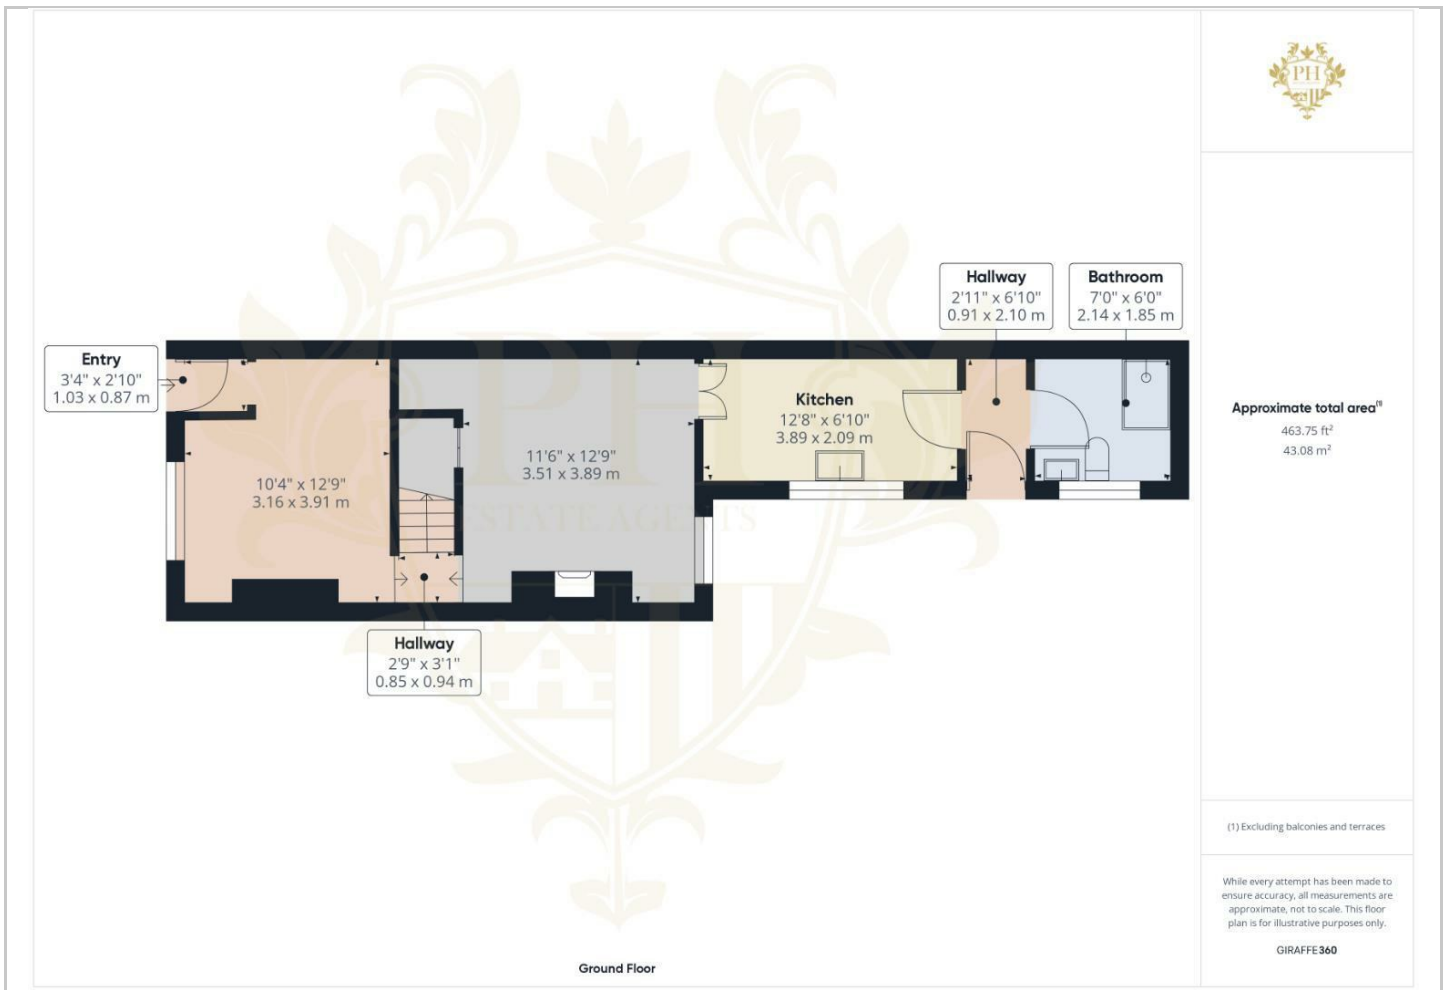 PH
Hallway
2'11" x 6'10"
0.91 x 2.10 m
Bathroom
7'0" x 6'0"
2.14 x 1.85 m
Entry
3'4" x 2'10"
1.03 x 0.87 m
Kitchen
12'8" x 6'10"
3.89 x 2.09 m
11'6" x 12'9"
3.51 x 3.89 m
10'4" x 12'9"
3.16 x 3.91 m
PH
ESTATE AGENTS
Hallway
2'9" x 3'1"
0.85 x 0.94 m
Ground Floor
Approximate total area⁽¹⁾
463.75 ft²
43.08 m²
(1) Excluding balconies and terraces
While every attempt has been made to
ensure accuracy, all measurements are
approximate, not to scale. This floor
plan is for illustrative purposes only.
GIRAFFE360